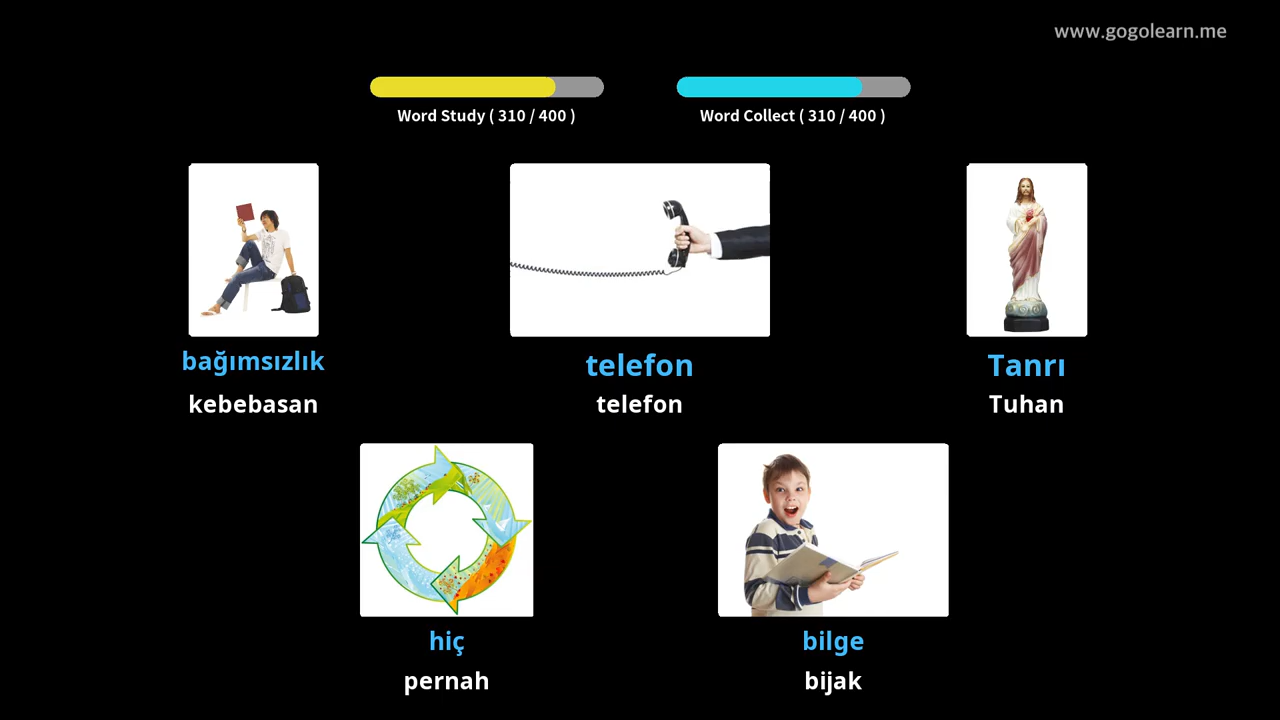 www.gogolearn.me
Word Study ( 310 / 400 )
Word Collect ( 310 / 400 )
bağımsızlık
kebebasan
telefon
telefon
Tanrı
Tuhan
hiç
pernah
bilge
bijak